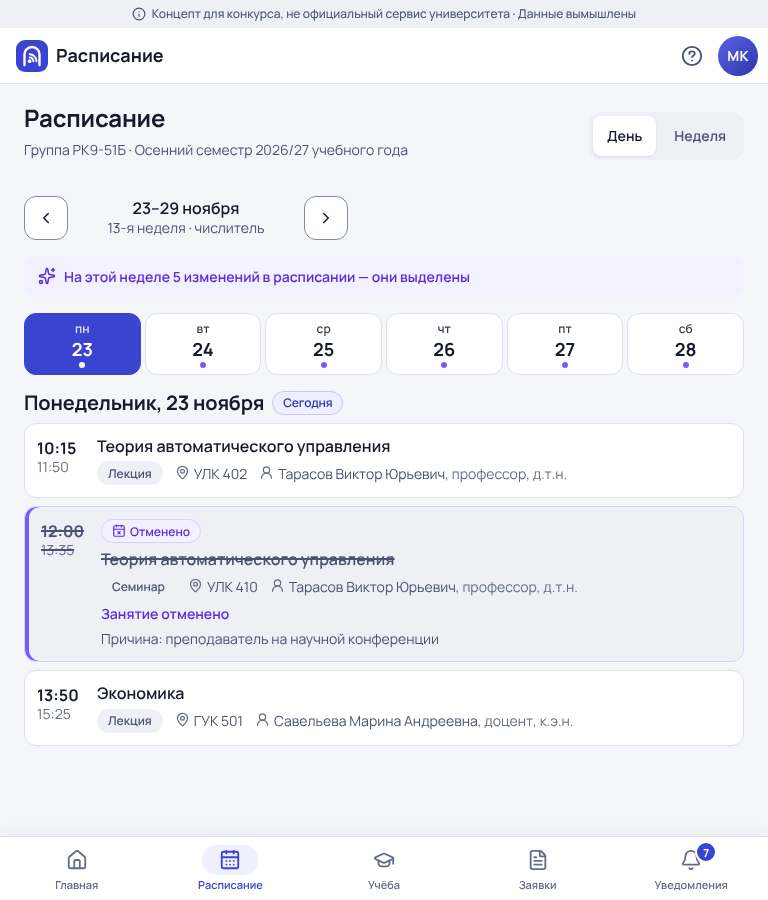 Концепт для конкурса, не официальный сервис университета · Данные вымышлены
Расписание
МК
Расписание
Группа РК9-51Б · Осенний семестр 2026/27 учебного года
День
Неделя
23–29 ноября
13-я неделя · числитель
На этой неделе 5 изменений в расписании — они выделены
пн
23
вт
24
ср
25
чт
26
пт
27
сб
28
Понедельник, 23 ноября
Сегодня
10:15
11:50
Теория автоматического управления
Лекция
УЛК 402
Тарасов Виктор Юрьевич, профессор, д.т.н.
12:00
13:35
Отменено
Теория автоматического управления
Семинар
УЛК 410
Тарасов Виктор Юрьевич, профессор, д.т.н.
Занятие отменено
Причина: преподаватель на научной конференции
13:50
15:25
Экономика
Лекция
ГУК 501
Савельева Марина Андреевна, доцент, к.э.н.
Главная
Расписание
Учёба
Заявки
7
Уведомления